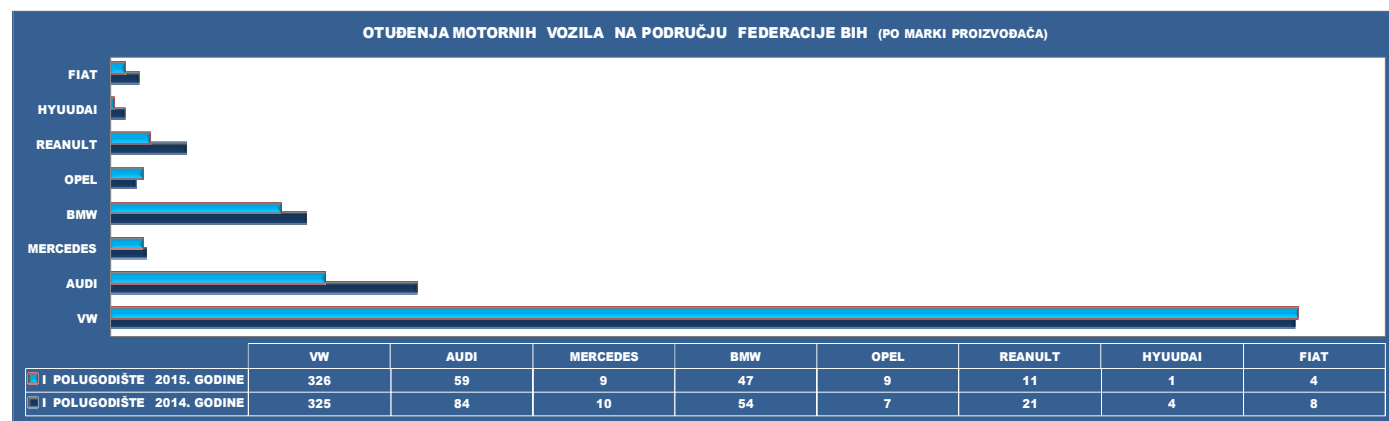 OTUĐENJA MOTORNIH VOZILA NA PODRUČJU FEDERACIJE BIH (PO MARKI PROIZVOĐAČA)
FIAT
HYUUDAI
REANULT
OPEL
BMW
MERCEDES
AUDI
VW
VW AUDI MERCEDES BMW OPEL REANULT HYUUDAI FIAT
I POLUGODIŠTE 2015. GODINE 326 59 9 47 9 11 1 4
I POLUGODIŠTE 2014. GODINE 325 84 10 54 7 21 4 8